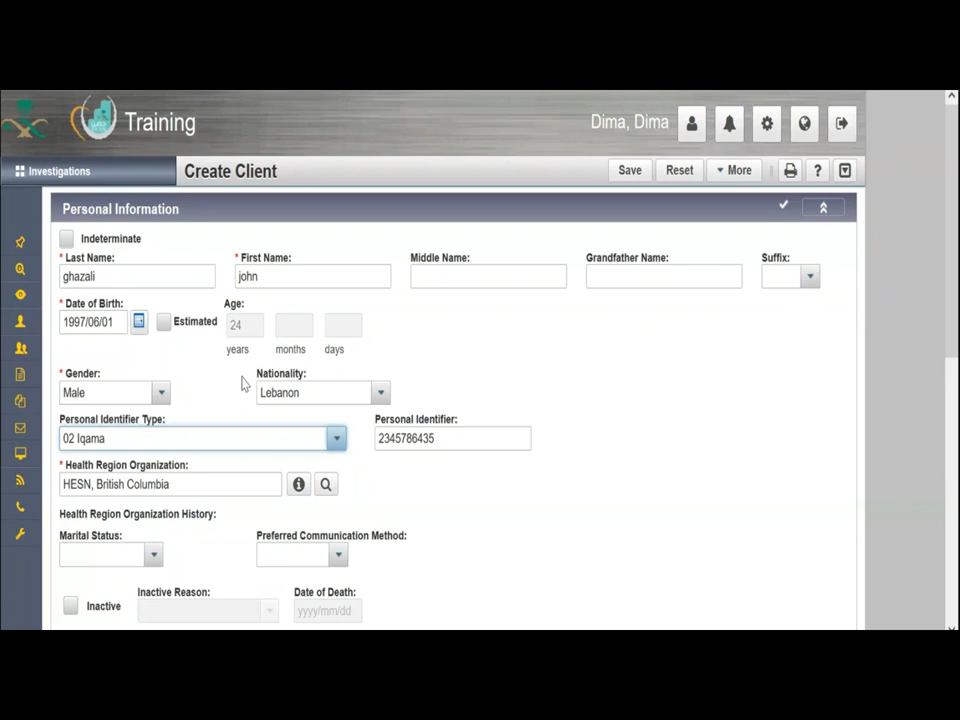 Training
Dima, Dima
Investigations
Create Client
Save Reset More ?
Personal Information
Indeterminate
* Last Name: * First Name: Middle Name: Grandfather Name: Suffix:
ghazali john
* Date of Birth: Age:
1997/06/01 Estimated 24
years months days
* Gender: Nationality:
Male Lebanon
Personal Identifier Type: Personal Identifier:
02 Iqama 2345786435
* Health Region Organization:
HESN, British Columbia
Health Region Organization History:
Marital Status: Preferred Communication Method:
Inactive Reason: Date of Death:
Inactive yyyy/mm/dd